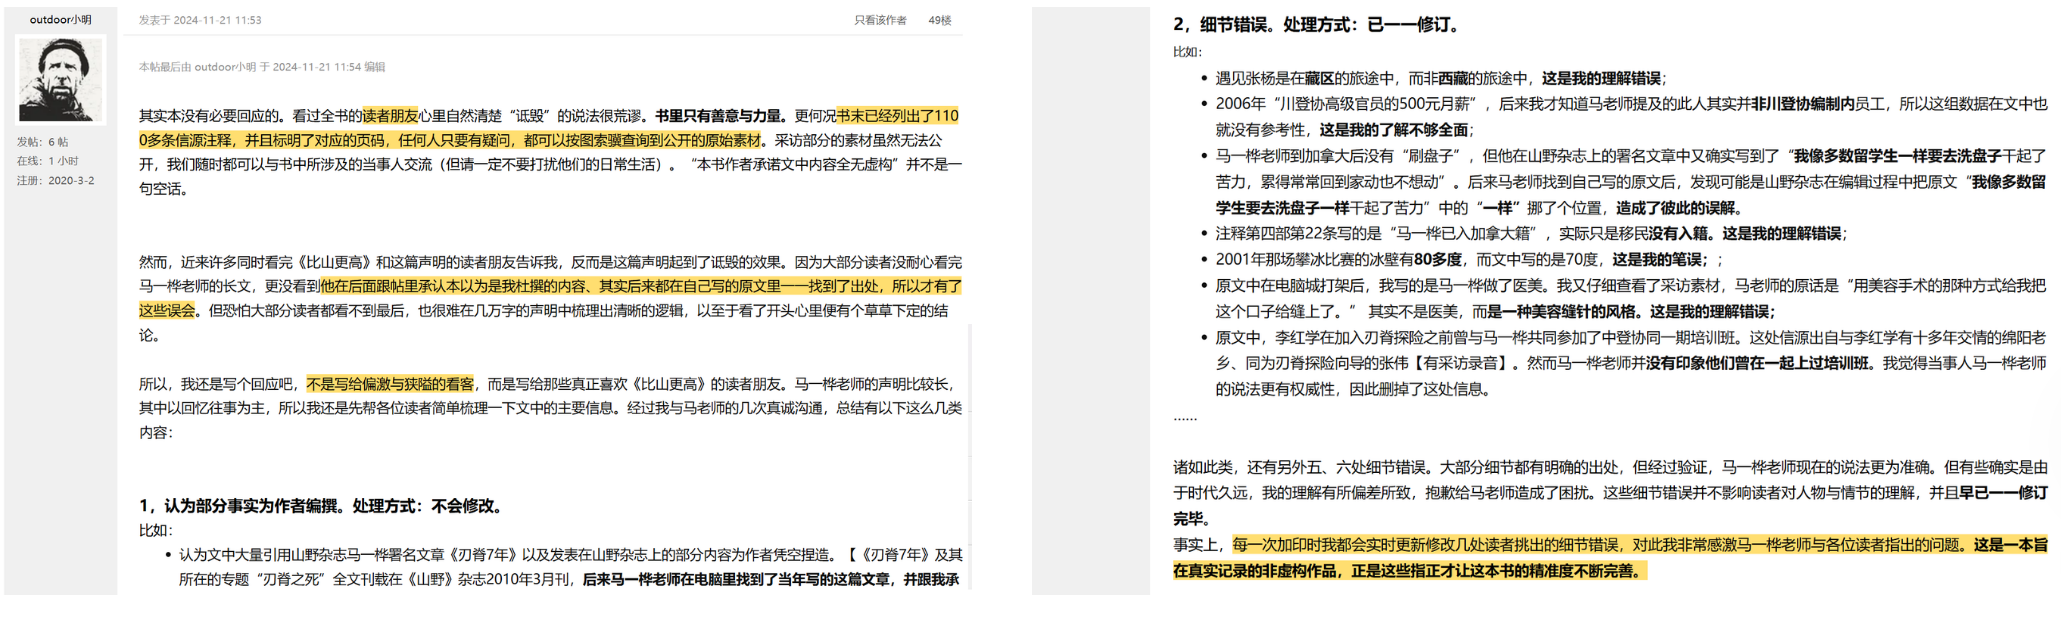 outdoor小明
发帖：6 帖
在线：1 小时
注册：2020-3-2
发表于 2024-11-21 11:53
只看该作者 49楼
本帖最后由 outdoor小明 于 2024-11-21 11:54 编辑
其实本没有必要回应的。看过全书的读者朋友心里自然清楚“诋毁”的说法很荒谬。书里只有善意与力量。更何况书末已经列出了110
0多条信源注释，并且标明了对应的页码，任何人只要有疑问，都可以按图索骥查询到公开的原始素材。采访部分的素材虽然无法公
开，我们随时都可以与书中所涉及的当事人交流（但请一定不要打扰他们的日常生活）。“本书作者承诺文中内容全无虚构”并不是一
句空话。
然而，近来许多同时看完《比山更高》和这篇声明的读者朋友告诉我，反而是这篇声明起到了诋毁的效果。因为大部分读者没耐心看完
马一桦老师的长文，更没看到他在后面跟帖里承认本以为是我杜撰的内容、其实后来都在自己写的原文里一一找到了出处，所以才有了
这些误会。但恐怕大部分读者都看不到最后，也很难在几万字的声明中梳理出清晰的逻辑，以至于看了开头心里便有个草草下定的结
论。
所以，我还是写个回应吧，不是写给偏激与狭隘的看客，而是写给那些真正喜欢《比山更高》的读者朋友。马一桦老师的声明比较长，
其中以回忆往事为主，所以我还是先帮各位读者简单梳理一下文中的主要信息。经过我与马老师的几次真诚沟通，总结有以下这么几类
内容：
1，认为部分事实为作者编撰。处理方式：不会修改。
比如：
• 认为文中大量引用山野杂志马一桦署名文章《刃脊7年》以及发表在山野杂志上的部分内容为作者凭空捏造。【《刃脊7年》及其
所在的专题“刃脊之死”全文刊载在《山野》杂志2010年3月刊，后来马一桦老师在电脑里找到了当年写的这篇文章，并跟我承
2，细节错误。处理方式：已一一修订。
比如：
• 遇见张杨是在藏区的旅途中，而非西藏的旅途中，这是我的理解错误；
• 2006年“川登协高级官员的500元月薪”，后来我才知道马老师提及的此人其实并非川登协编制内员工，所以这组数据在文中也
就没有参考性，这是我的了解不够全面；
• 马一桦老师到加拿大后没有“刷盘子”，但他在山野杂志上的署名文章中又确实写到了“我像多数留学生一样要去洗盘子干起了
苦力，累得常常回到家动也不想动”。后来马老师找到自己写的原文后，发现可能是山野杂志在编辑过程中把原文“我像多数留
学生要去洗盘子一样干起了苦力”中的“一样”挪了个位置，造成了彼此的误解。
• 注释第四部第22条写的是“马一桦已入加拿大籍”，实际只是移民没有入籍。这是我的理解错误；
• 2001年那场攀冰比赛的冰壁有80多度，而文中写的是70度，这是我的笔误；；
• 原文中在电脑城打架后，我写的是马一桦做了医美。我又仔细查看了采访素材，马老师的原话是“用美容手术的那种方式给我把
这个口子给缝上了。” 其实不是医美，而是一种美容缝针的风格。这是我的理解错误；
• 原文中，李红学在加入刃脊探险之前曾与马一桦共同参加了中登协同一期培训班。这处信源出自与李红学有十多年交情的绵阳老
乡、同为刃脊探险向导的张伟【有采访录音】。然而马一桦老师并没有印象他们曾在一起上过培训班。我觉得当事人马一桦老师
的说法更有权威性，因此删掉了这处信息。
……
诸如此类，还有另外五、六处细节错误。大部分细节都有明确的出处，但经过验证，马一桦老师现在的说法更为准确。但有些确实是由
于时代久远，我的理解有所偏差所致，抱歉给马老师造成了困扰。这些细节错误并不影响读者对人物与情节的理解，并且早已一一修订
完毕。
事实上，每一次加印时我都会实时更新修改几处读者挑出的细节错误，对此我非常感激马一桦老师与各位读者指出的问题。这是一本旨
在真实记录的非虚构作品，正是这些指正才让这本书的精准度不断完善。